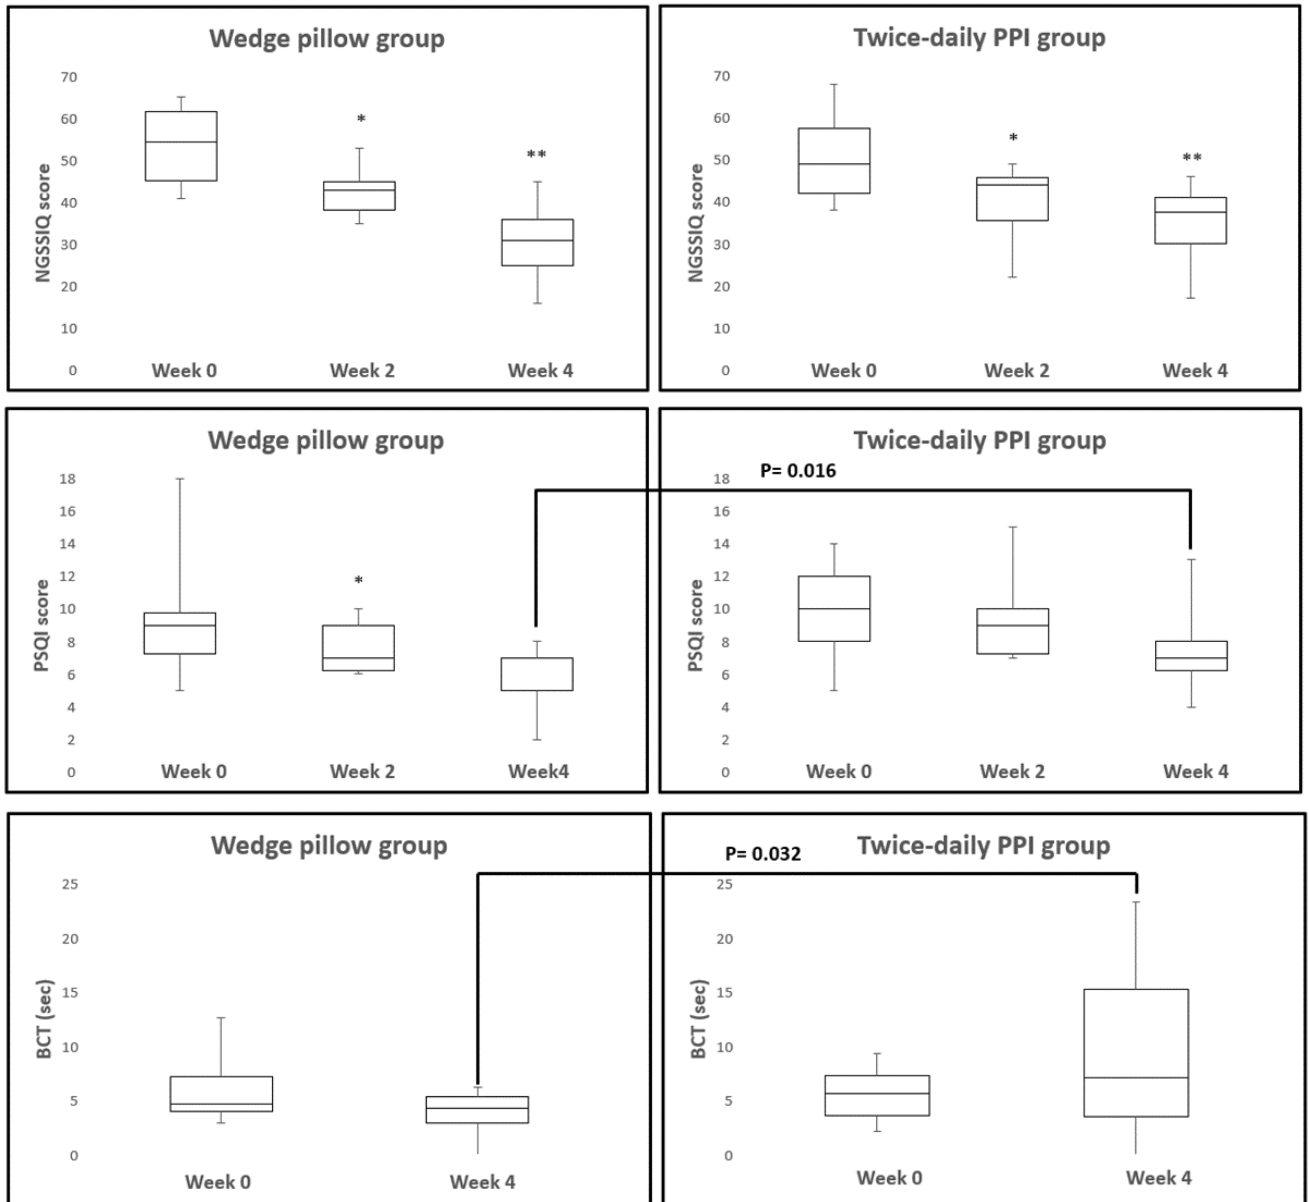 Wedge pillow group
NGSSIQ score
70
60
50
40
30
20
10
0
*
**
Week 0
Week 2
Week 4
Twice-daily PPI group
NGSSIQ score
70
60
50
40
30
20
10
0
*
**
Week 0
Week 2
Week 4
Wedge pillow group
PSQI score
18
16
14
12
10
8
6
4
2
0
*
Week 0
Week 2
Week4
Twice-daily PPI group
P= 0.016
PSQI score
18
16
14
12
10
8
6
4
2
0
Week 0
Week 2
Week 4
Wedge pillow group
BCT (sec)
25
20
15
10
5
0
Week 0
Week 4
Twice-daily PPI group
P= 0.032
BCT (sec)
25
20
15
10
5
0
Week 0
Week 4